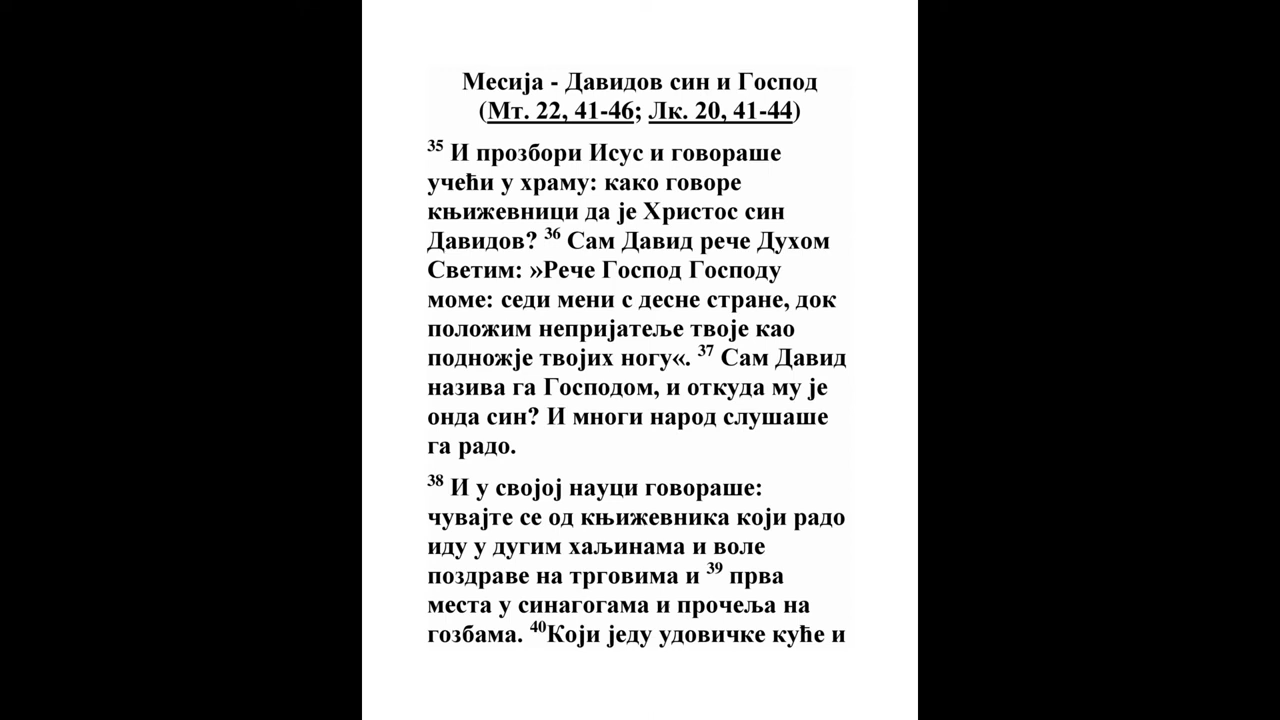 Месија - Давидов син и Господ
(Мт. 22, 41-46; Лк. 20, 41-44)
35 И прозбори Исус и говораше
учећи у храму: како говоре
књижевници да је Христос син
Давидов? 36 Сам Давид рече Духом
Светим: »Рече Господ Господу
моме: седи мени с десне стране, док
положим непријатеље твоје као
подножје твојих ногу«. 37 Сам Давид
назива га Господом, и откуда му је
онда син? И многи народ слушаше
га радо.
38 И у својој науци говораше:
чувајте се од књижевника који радо
иду у дугим хаљинама и воле
поздраве на трговима и 39 прва
места у синагогама и прочеља на
гозбама. 40Који једу удовичке куће и